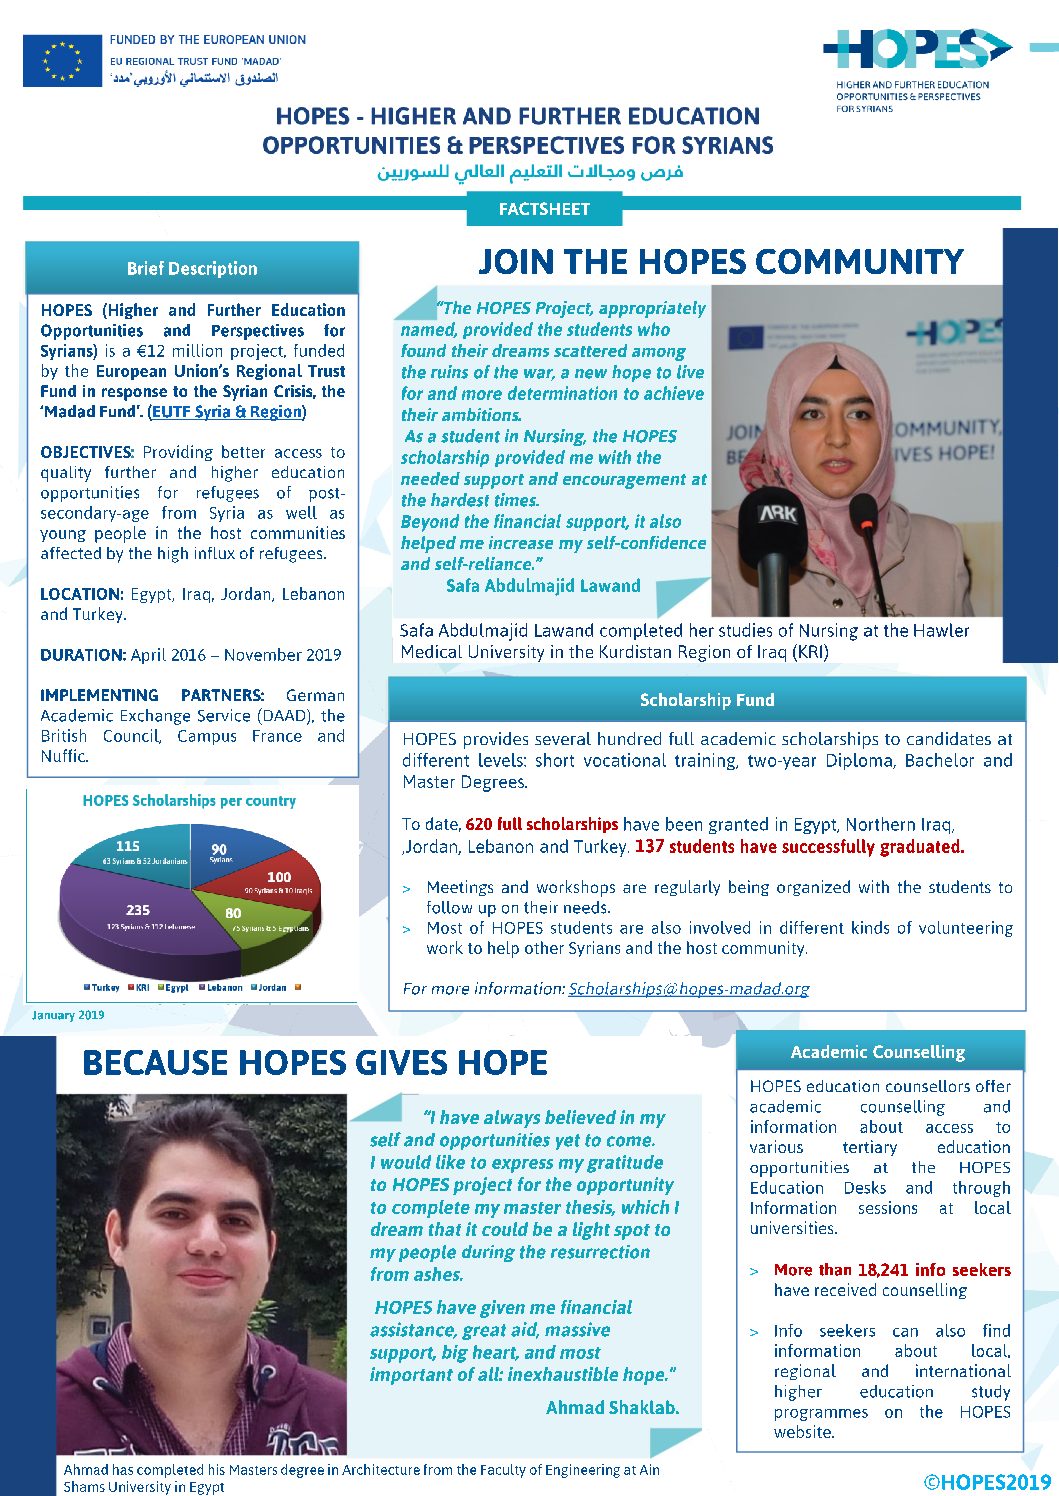 FUNDED BY THE EUROPEAN UNION
EU REGIONAL TRUST FUND 'MADAD'
الصندوق الاستئماني الأوروبي"مدد"
HOPES
HIGHER AND FURTHER EDUCATION
OPPORTUNITIES & PERSPECTIVES
FOR SYRIANS
HOPES - HIGHER AND FURTHER EDUCATION
OPPORTUNITIES & PERSPECTIVES FOR SYRIANS
فرص ومجالات التعليم العالي للسوريين
FACTSHEET
Brief Description
HOPES (Higher and Further Education
Opportunities and Perspectives for
Syrians) is a €12 million project, funded
by the European Union's Regional Trust
Fund in response to the Syrian Crisis, the
'Madad Fund'. (EUTF Syria & Region)
OBJECTIVES: Providing better access to
quality further and higher education
opportunities for refugees of post-
secondary-age from Syria as well as
young people in the host communities
affected by the high influx of refugees.
LOCATION: Egypt, Iraq, Jordan, Lebanon
and Turkey.
DURATION: April 2016 – November 2019
IMPLEMENTING PARTNERS: German
Academic Exchange Service (DAAD), the
British Council, Campus France and
Nuffic.
HOPES Scholarships per country
115
63 Syrians & 52 Jordanians
90
Syrians
100
90 Syrians & 10 Iraqis
235
123 Syrians & 112 Lebanese
80
75 Syrians & 5 Egyptians
Turkey KRI Egypt Lebanon Jordan
January 2019
JOIN THE HOPES COMMUNITY
"The HOPES Project, appropriately
named, provided the students who
found their dreams scattered among
the ruins of the war, a new hope to live
for and more determination to achieve
their ambitions.
As a student in Nursing, the HOPES
scholarship provided me with the
needed support and encouragement at
the hardest times.
Beyond the financial support, it also
helped me increase my self-confidence
and self-reliance."
Safa Abdulmajid Lawand
HOPES
JOIN
OMMUNITY,
BE
IVES HOPE!
ARK
Safa Abdulmajid Lawand completed her studies of Nursing at the Hawler
Medical University in the Kurdistan Region of Iraq (KRI)
Scholarship Fund
HOPES provides several hundred full academic scholarships to candidates at
different levels: short vocational training, two-year Diploma, Bachelor and
Master Degrees.
To date, 620 full scholarships have been granted in Egypt, Northern Iraq,
,Jordan, Lebanon and Turkey. 137 students have successfully graduated.
> Meetings and workshops are regularly being organized with the students to
follow up on their needs.
> Most of HOPES students are also involved in different kinds of volunteering
work to help other Syrians and the host community.
For more information: Scholarships@hopes-madad.org
BECAUSE HOPES GIVES HOPE
"I have always believed in my
self and opportunities yet to come.
I would like to express my gratitude
to HOPES project for the opportunity
to complete my master thesis, which I
dream that it could be a light spot to
my people during the resurrection
from ashes.
HOPES have given me financial
assistance, great aid, massive
support, big heart, and most
important of all: inexhaustible hope."
Ahmad Shaklab.
Ahmad has completed his Masters degree in Architecture from the Faculty of Engineering at Ain
Shams University in Egypt
Academic Counselling
HOPES education counsellors offer
academic counselling and
information about access to
various tertiary education
opportunities at the HOPES
Education Desks and through
Information sessions at local
universities.
> More than 18,241 info seekers
have received counselling
> Info seekers can also find
information about local,
regional and international
higher education study
programmes on the HOPES
website.
©HOPES2019